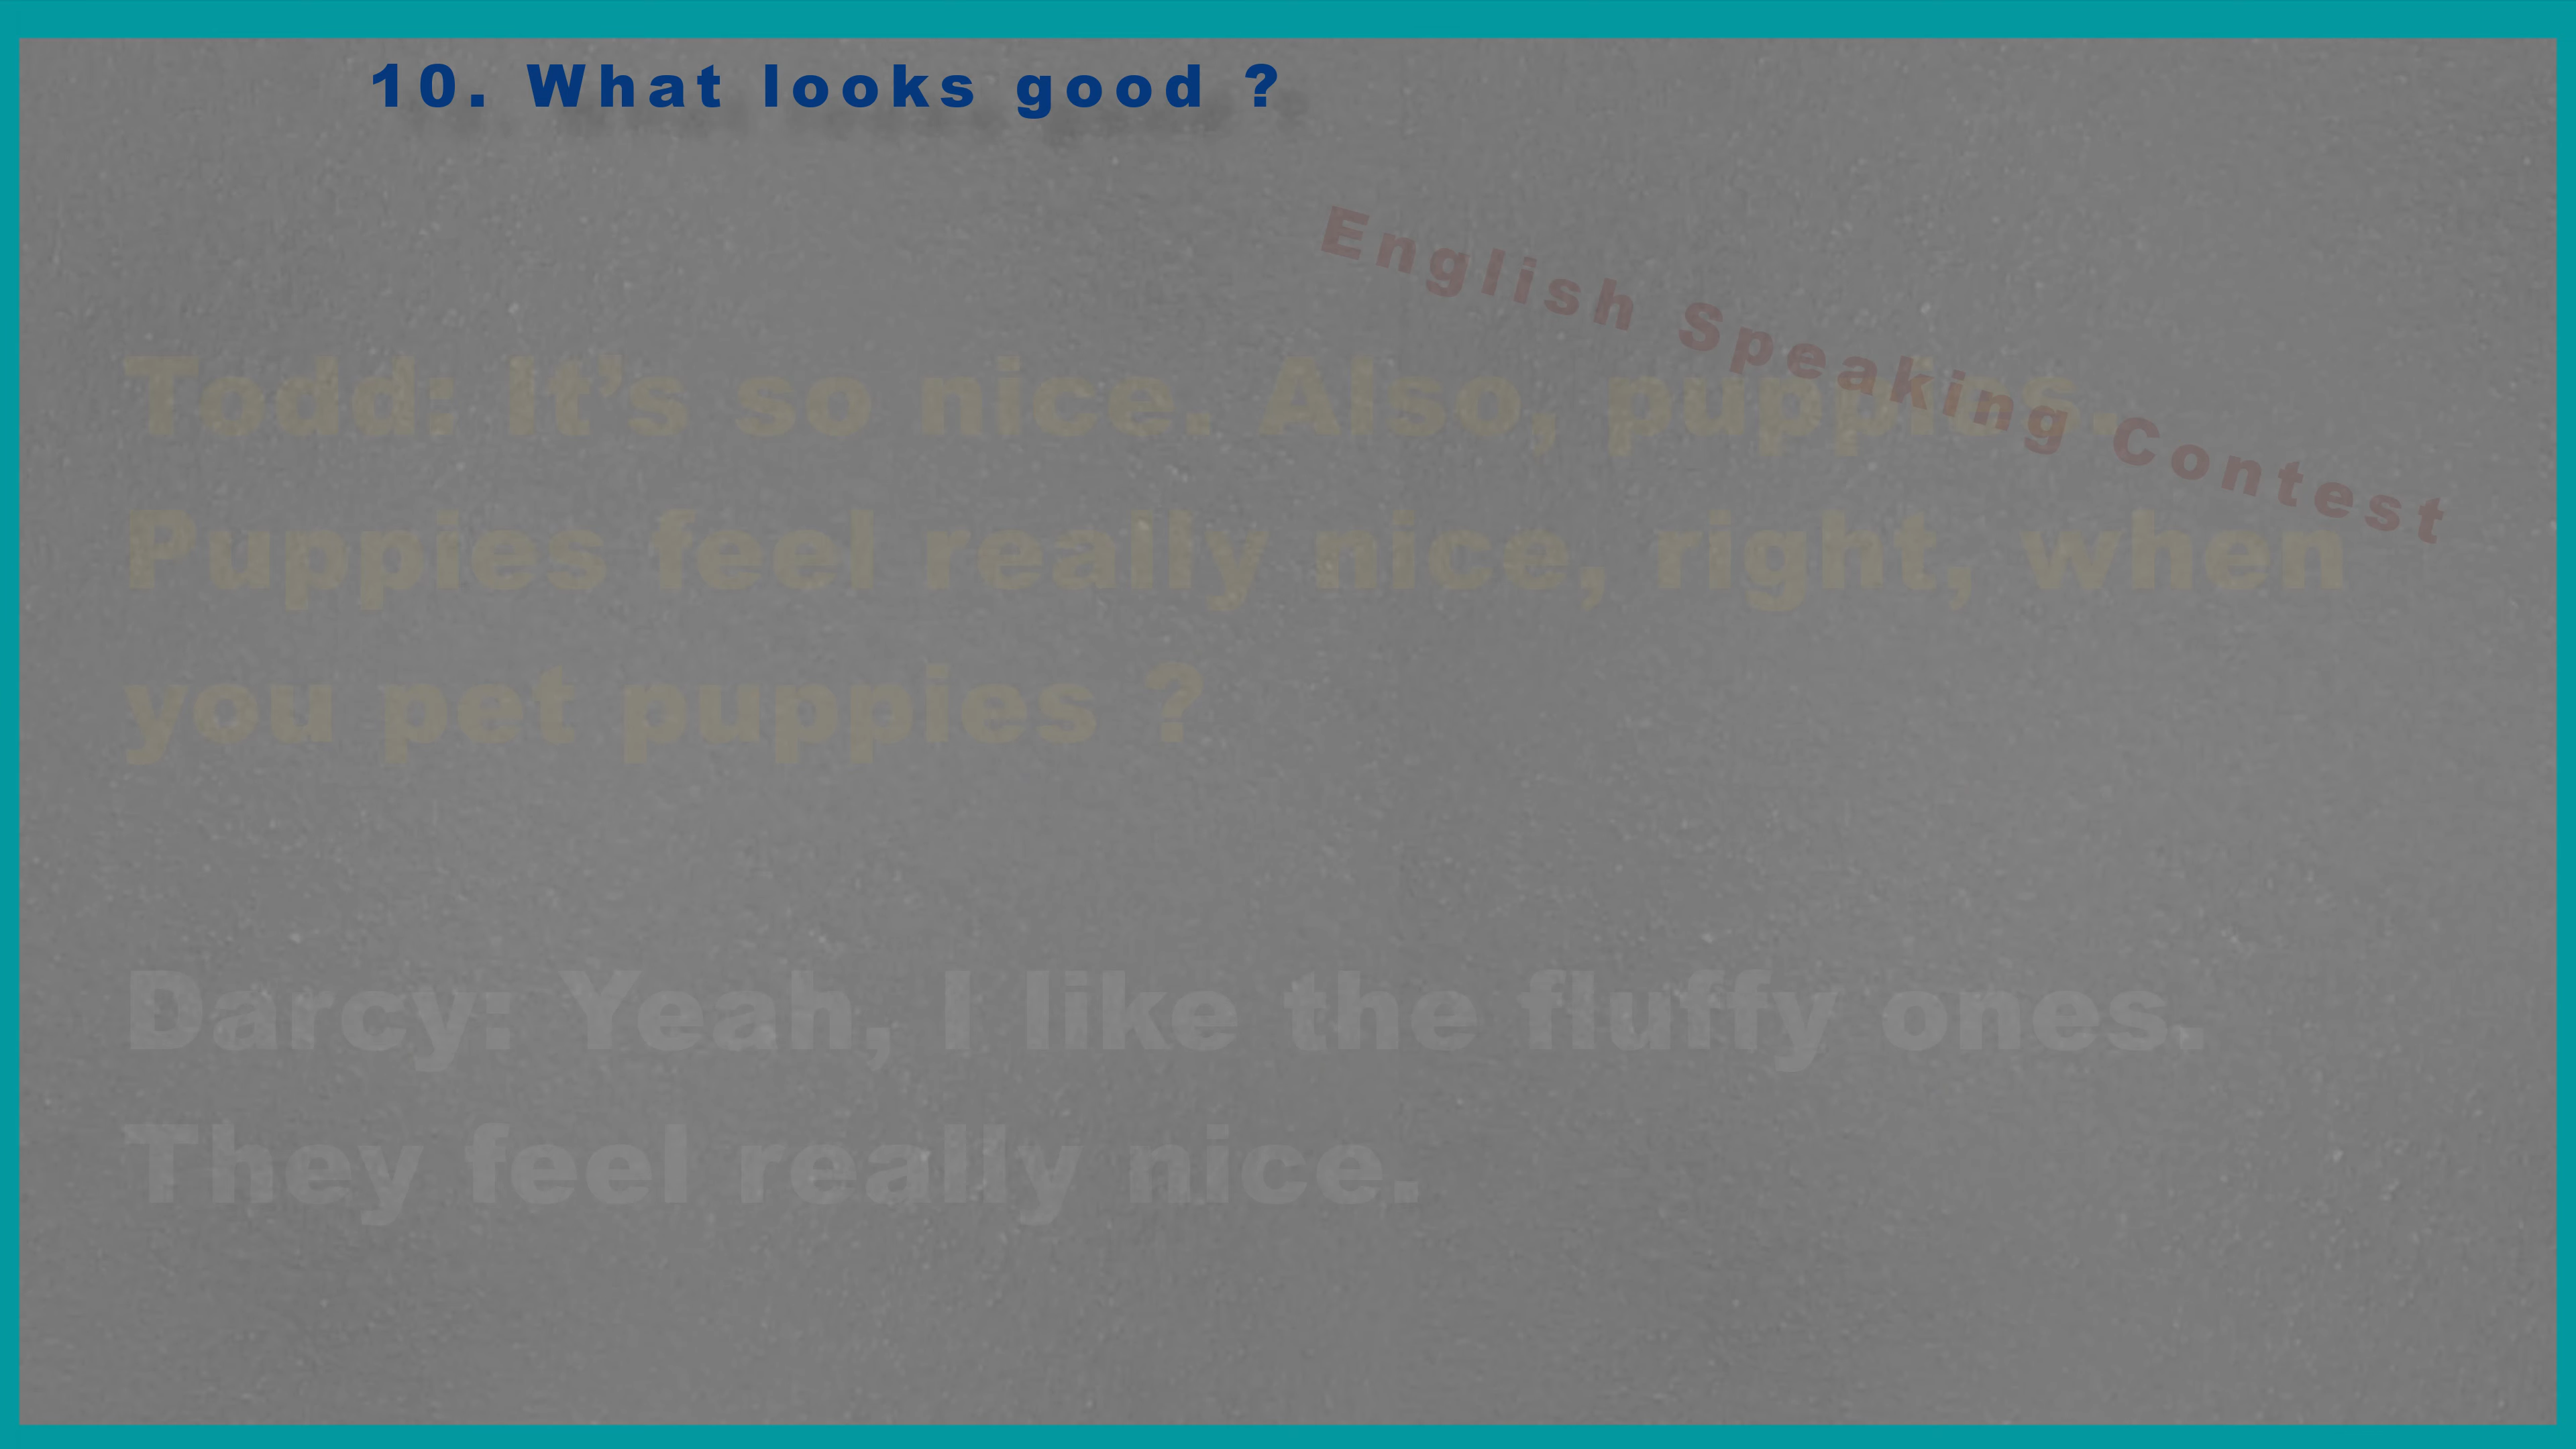 10. What looks good ?
English Speaking Contest
Todd: It’s so nice. Also, puppies.
Puppies feel really nice, right, when
you pet puppies ?
Darcy: Yeah, I like the fluffy ones.
They feel really nice.